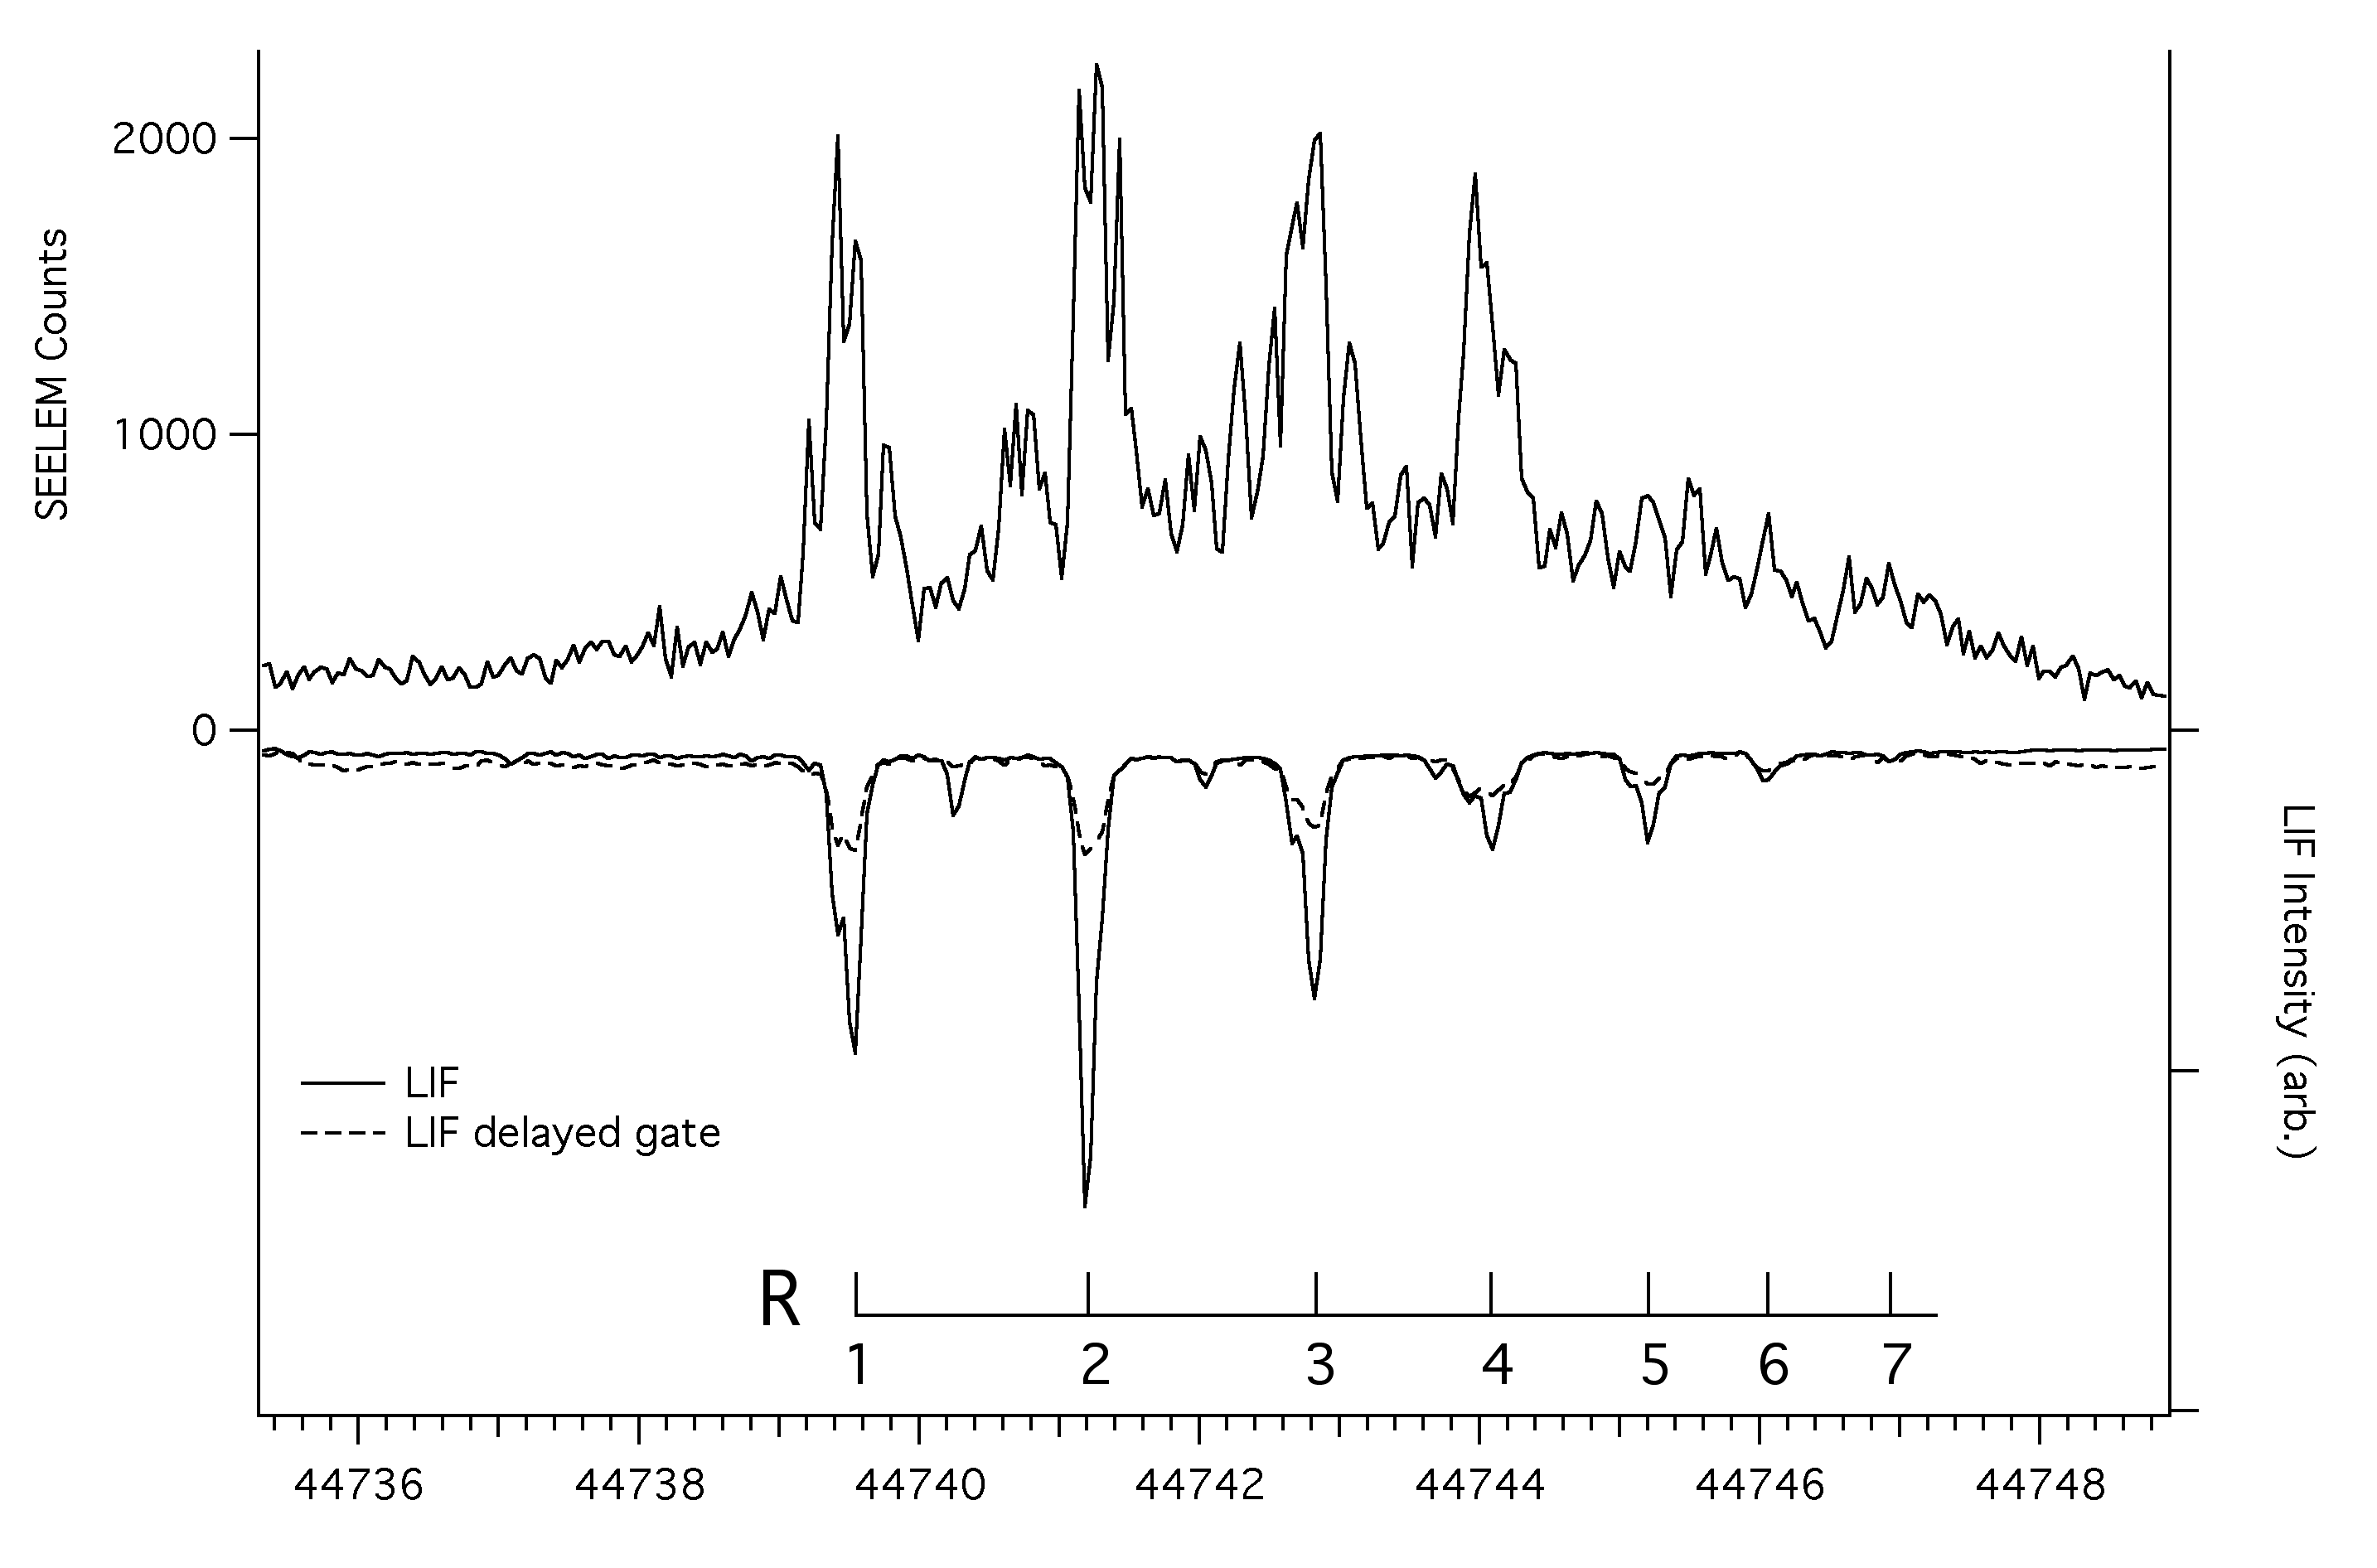 SEELEM Counts
2000
1000
0
LIF Intensity (arb.)
LIF
LIF delayed gate
R
1 2 3 4 5 6 7
44736 44738 44740 44742 44744 44746 44748